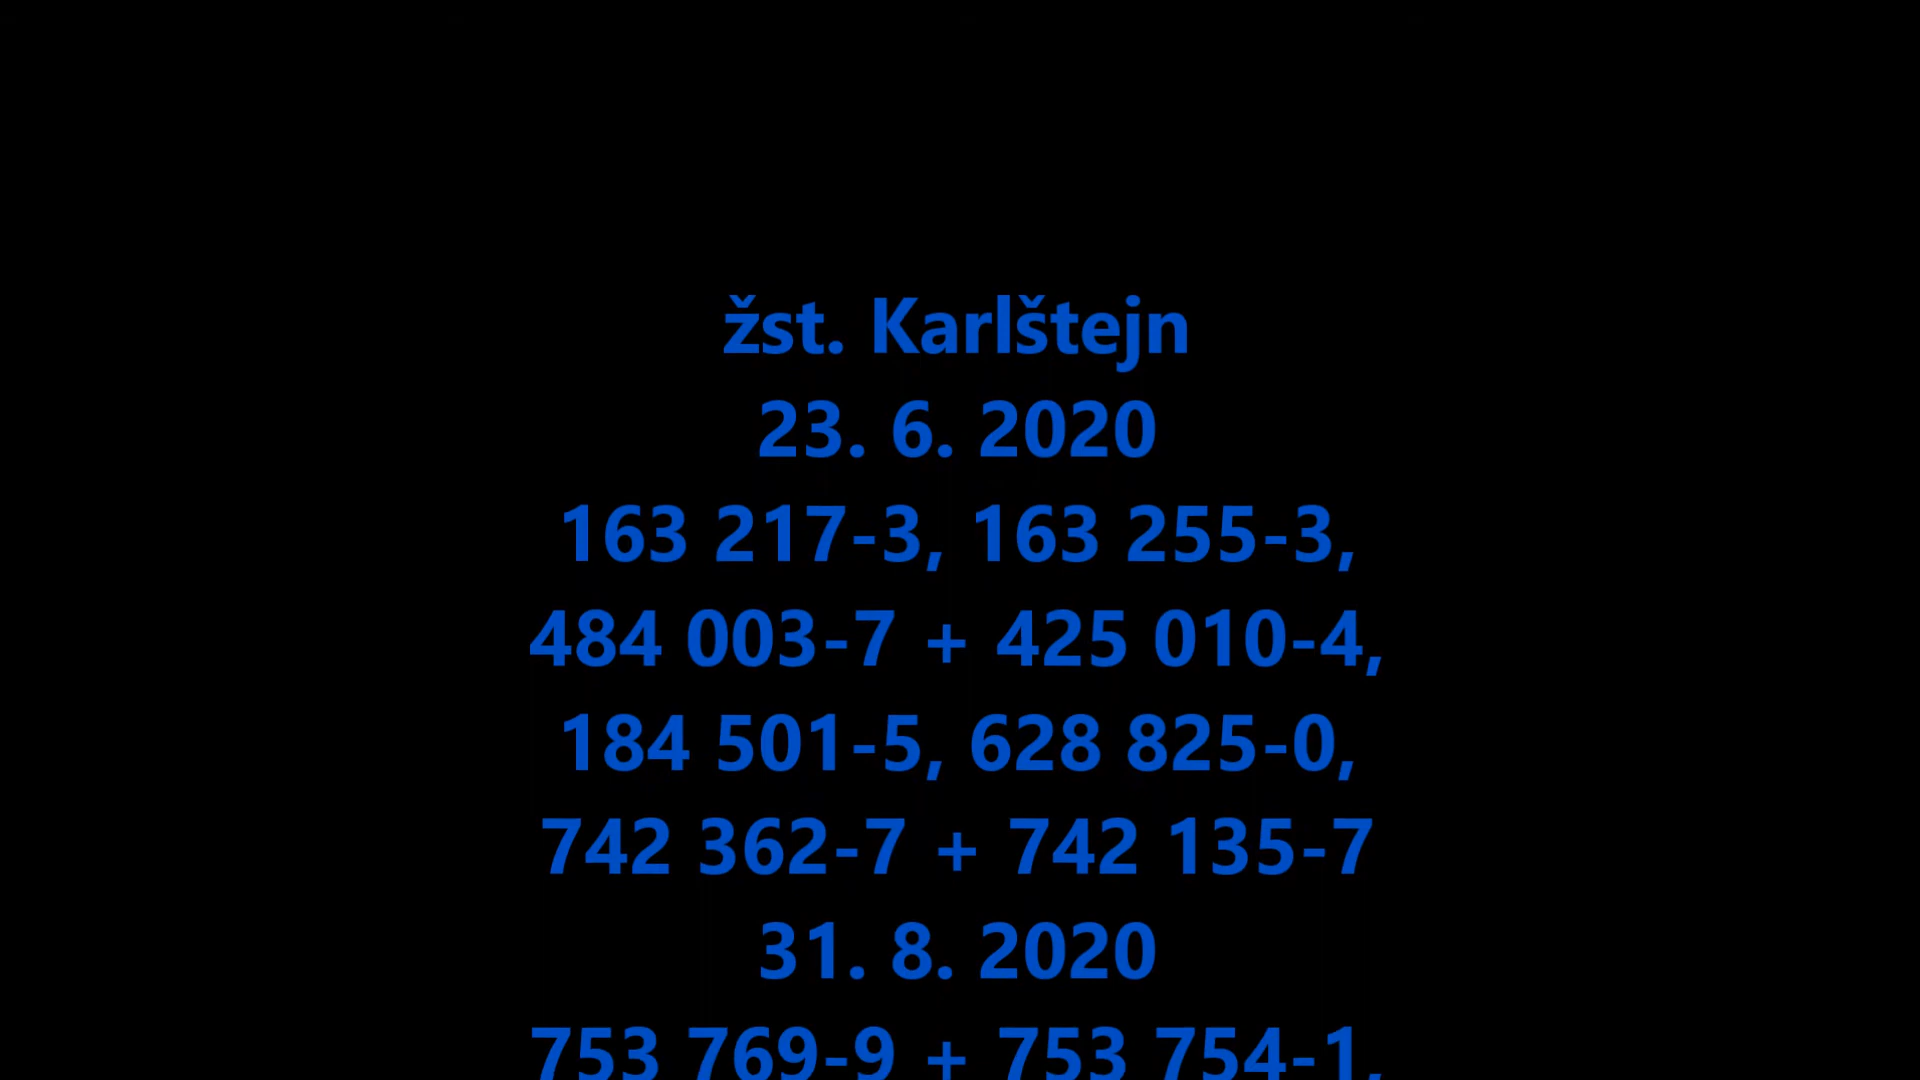 žst. Karlštejn
23. 6. 2020
163 217-3, 163 255-3,
484 003-7 + 425 010-4,
184 501-5, 628 825-0,
742 362-7 + 742 135-7
31. 8. 2020
753 769-9 + 753 754-1,